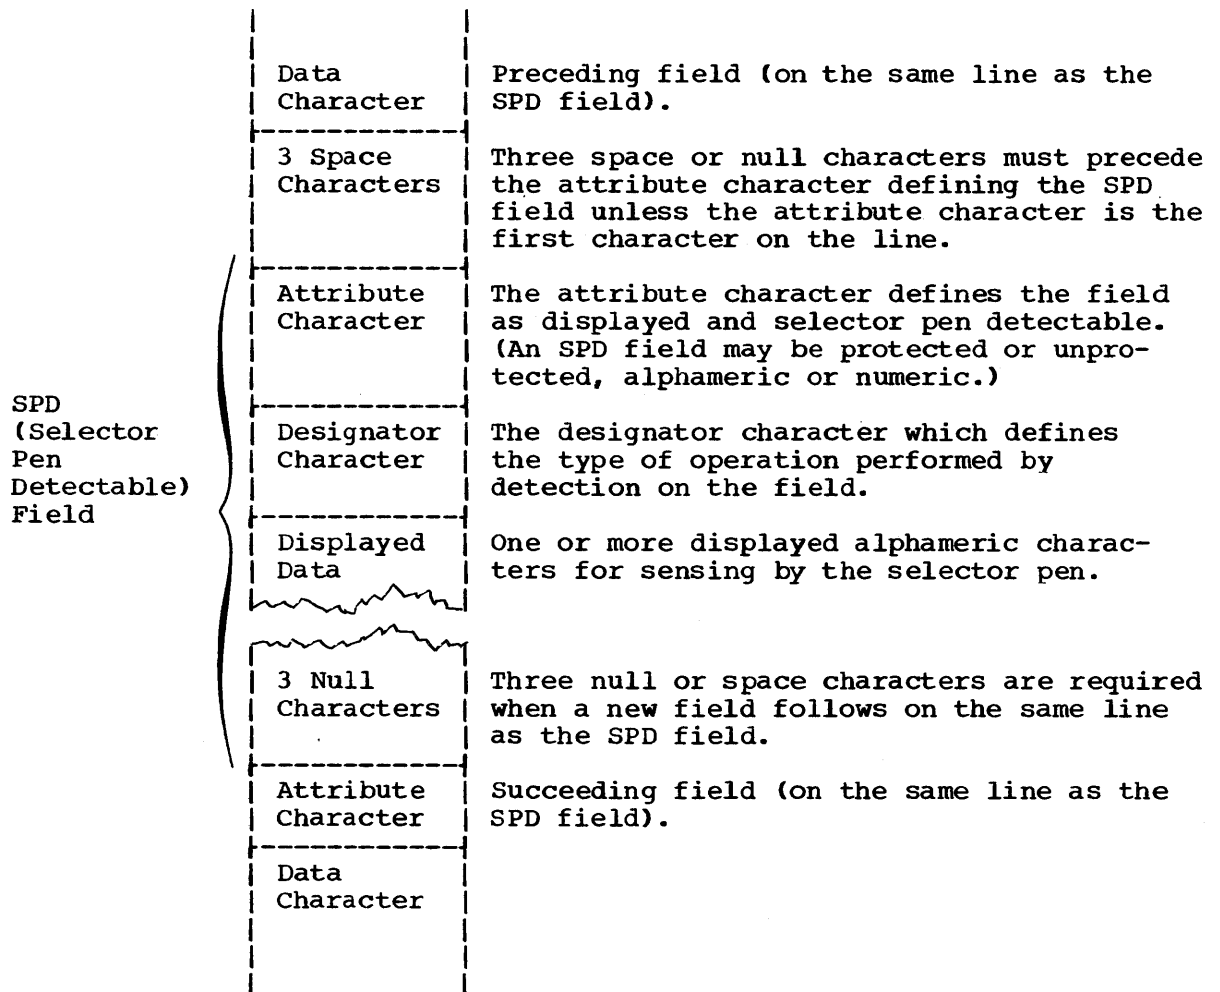 Data
Character
Preceding field (on the same line as the
SPD field).
3 Space
Characters
Three space or null characters must precede
the attribute character defining the SPD
field unless the attribute character is the
first character on the line.
SPD
(Selector
Pen
Detectable)
Field
Attribute
Character
The attribute character defines the field
as displayed and selector pen detectable.
(An SPD field may be protected or unpro-
tected, alphameric or numeric.)
Designator
Character
The designator character which defines
the type of operation performed by
detection on the field.
Displayed
Data
One or more displayed alphameric charac-
ters for sensing by the selector pen.
3 Null
Characters
Three null or space characters are required
when a new field follows on the same line
as the SPD field.
Attribute
Character
Succeeding field (on the same line as the
SPD field).
Data
Character